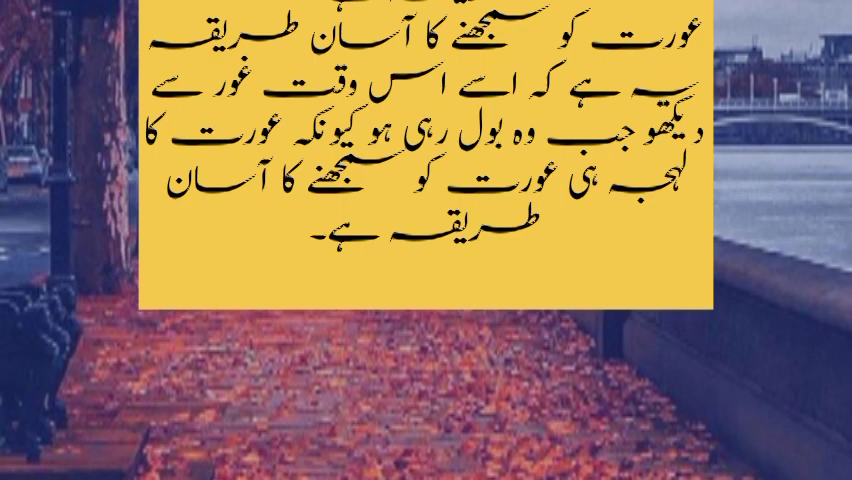 عورت کو سمجھنے کا آسان طریقہ
یہ ہے کہ اسے اس وقت غور سے
دیکھو جب وہ بول رہی ہو کیونکہ عورت کا
لہجہ ہی عورت کو سمجھنے کا آسان
طریقہ ہے۔